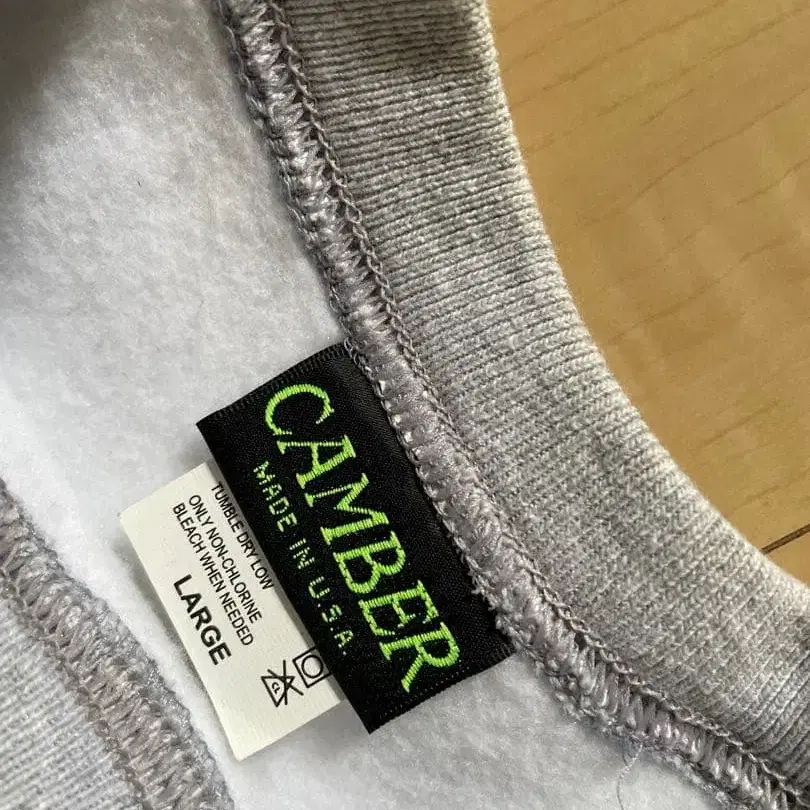 CAMBER
MADE IN U.S.A.
TUMBLE DRY LOW
ONLY NON-CHLORINE
BLEACH WHEN NEEDED
LARGE